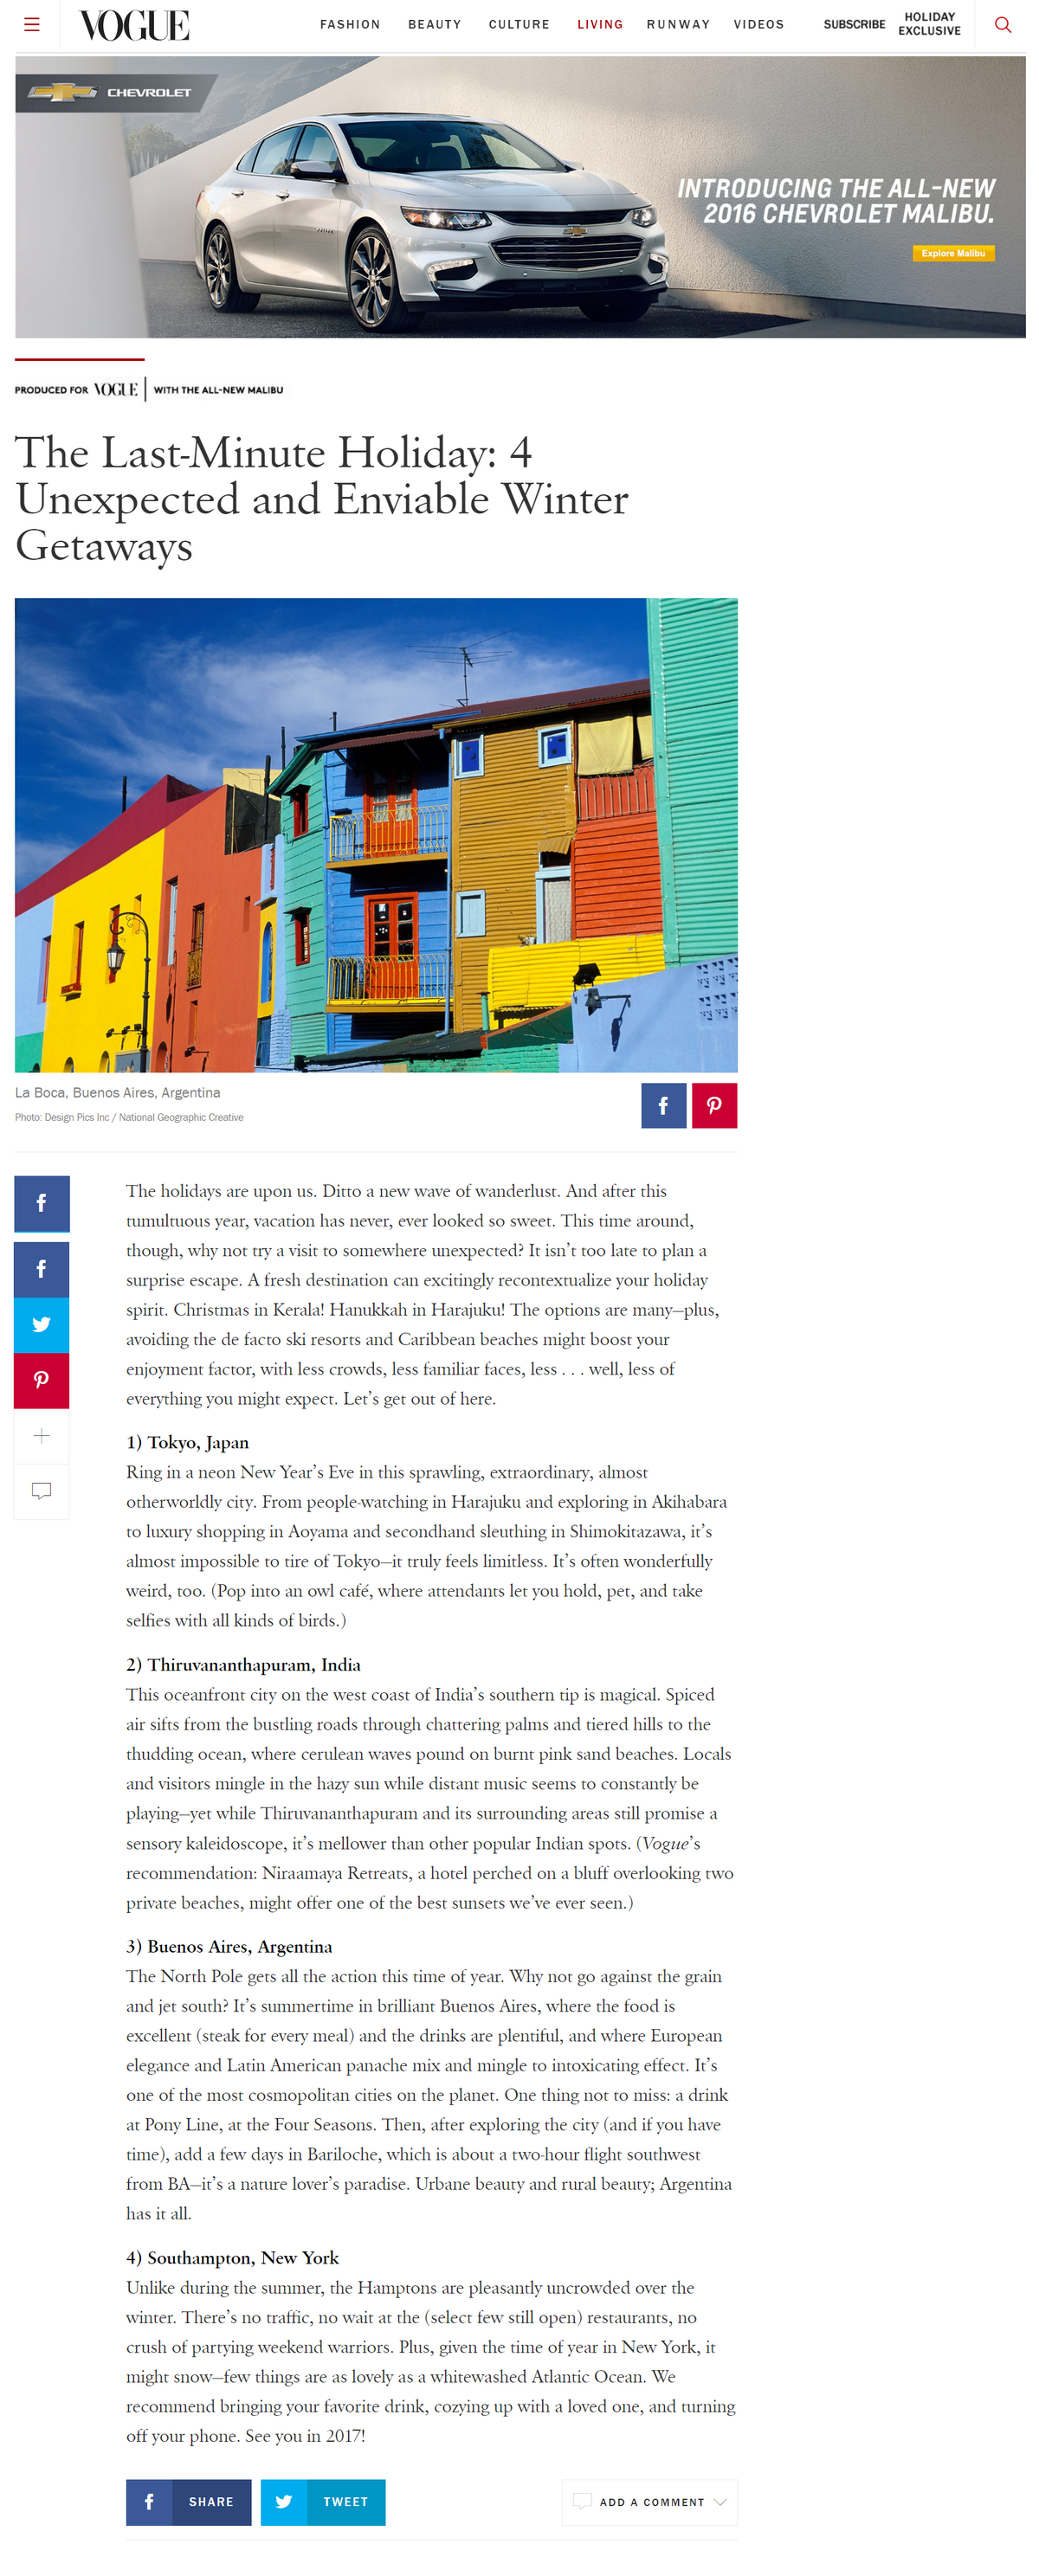 VOGUE
FASHION BEAUTY CULTURE LIVING RUNWAY VIDEOS SUBSCRIBE HOLIDAY EXCLUSIVE
CHEVROLET
INTRODUCING THE ALL-NEW
2016 CHEVROLET MALIBU.
Explore Malibu
PRODUCED FOR VOGUE WITH THE ALL-NEW MALIBU
The Last-Minute Holiday: 4
Unexpected and Enviable Winter
Getaways
La Boca, Buenos Aires, Argentina
Photo: Design Pics Inc / National Geographic Creative
The holidays are upon us. Ditto a new wave of wanderlust. And after this
tumultuous year, vacation has never, ever looked so sweet. This time around,
though, why not try a visit to somewhere unexpected? It isn’t too late to plan a
surprise escape. A fresh destination can excitingly recontextualize your holiday
spirit. Christmas in Kerala! Hanukkah in Harajuku! The options are many—plus,
avoiding the de facto ski resorts and Caribbean beaches might boost your
enjoyment factor, with less crowds, less familiar faces, less . . . well, less of
everything you might expect. Let’s get out of here.
1) Tokyo, Japan
Ring in a neon New Year’s Eve in this sprawling, extraordinary, almost
otherworldly city. From people-watching in Harajuku and exploring in Akihabara
to luxury shopping in Aoyama and secondhand sleuthing in Shimokitazawa, it’s
almost impossible to tire of Tokyo—it truly feels limitless. It’s often wonderfully
weird, too. (Pop into an owl café, where attendants let you hold, pet, and take
selfies with all kinds of birds.)
2) Thiruvananthapuram, India
This oceanfront city on the west coast of India’s southern tip is magical. Spiced
air sifts from the bustling roads through chattering palms and tiered hills to the
thudding ocean, where cerulean waves pound on burnt pink sand beaches. Locals
and visitors mingle in the hazy sun while distant music seems to constantly be
playing—yet while Thiruvananthapuram and its surrounding areas still promise a
sensory kaleidoscope, it’s mellower than other popular Indian spots. (Vogue’s
recommendation: Niraamaya Retreats, a hotel perched on a bluff overlooking two
private beaches, might offer one of the best sunsets we’ve ever seen.)
3) Buenos Aires, Argentina
The North Pole gets all the action this time of year. Why not go against the grain
and jet south? It’s summertime in brilliant Buenos Aires, where the food is
excellent (steak for every meal) and the drinks are plentiful, and where European
elegance and Latin American panache mix and mingle to intoxicating effect. It’s
one of the most cosmopolitan cities on the planet. One thing not to miss: a drink
at Pony Line, at the Four Seasons. Then, after exploring the city (and if you have
time), add a few days in Bariloche, which is about a two-hour flight southwest
from BA—it’s a nature lover’s paradise. Urbane beauty and rural beauty; Argentina
has it all.
4) Southampton, New York
Unlike during the summer, the Hamptons are pleasantly uncrowded over the
winter. There’s no traffic, no wait at the (select few still open) restaurants, no
crush of partying weekend warriors. Plus, given the time of year in New York, it
might snow—few things are as lovely as a whitewashed Atlantic Ocean. We
recommend bringing your favorite drink, cozying up with a loved one, and turning
off your phone. See you in 2017!
SHARE TWEET ADD A COMMENT